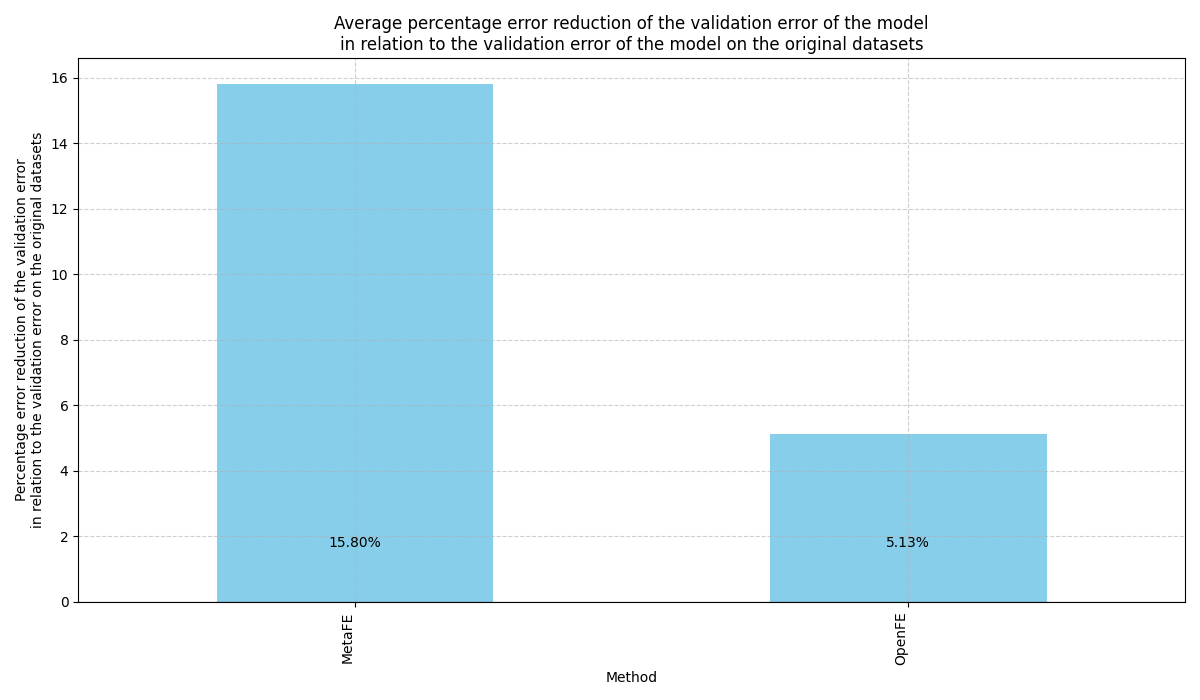 Average percentage error reduction of the validation error of the model
in relation to the validation error of the model on the original datasets
Percentage error reduction of the validation error
in relation to the validation error on the original datasets
16
14
12
10
8
6
4
2
0
15.80%
5.13%
MetaFE
OpenFE
Method